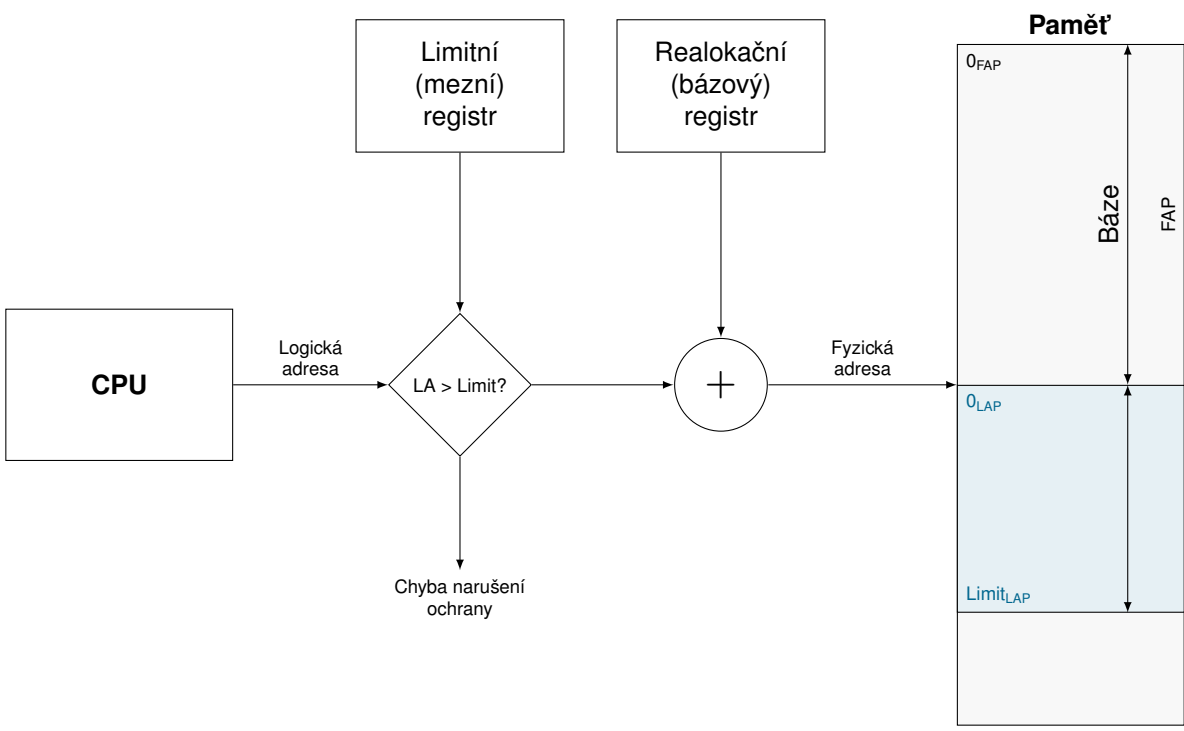 Limitní
(mezní)
registr
Realokační
(bázový)
registr
Paměť
0FAP
Báze
FAP
CPU
Logická
adresa
LA > Limit?
+
Fyzická
adresa
0LAP
LimitLAP
Chyba narušení
ochrany